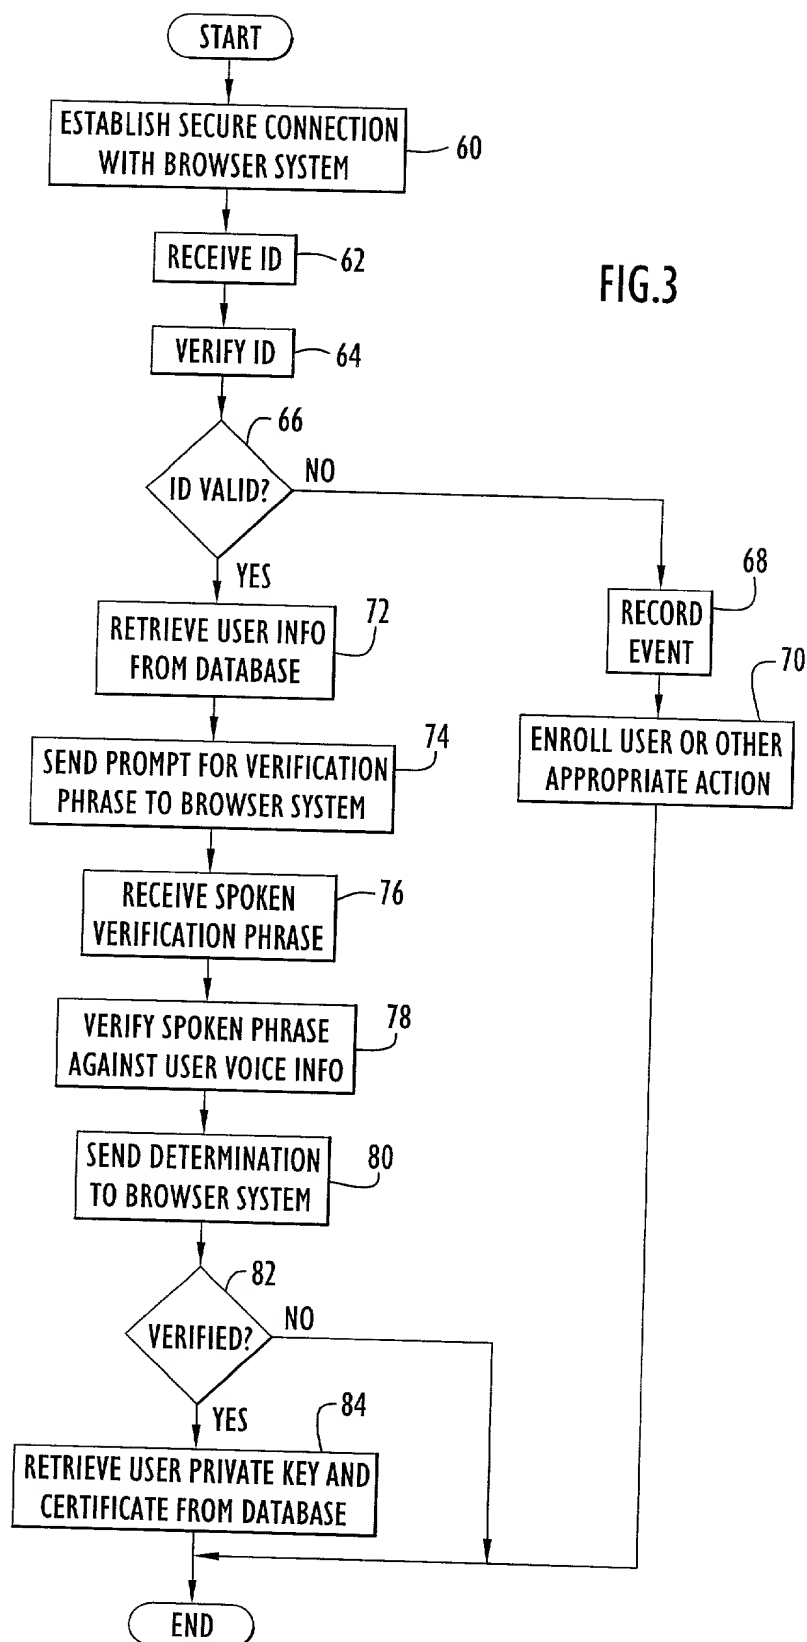 START
ESTABLISH SECURE CONNECTION
WITH BROWSER SYSTEM
60
RECEIVE ID
62
FIG.3
VERIFY ID
64
66
ID VALID?
NO
YES
68
RECORD
EVENT
72
RETRIEVE USER INFO
FROM DATABASE
70
ENROLL USER OR OTHER
APPROPRIATE ACTION
74
SEND PROMPT FOR VERIFICATION
PHRASE TO BROWSER SYSTEM
RECEIVE SPOKEN
VERIFICATION PHRASE
76
VERIFY SPOKEN PHRASE
AGAINST USER VOICE INFO
78
SEND DETERMINATION
TO BROWSER SYSTEM
80
82
VERIFIED?
NO
YES
84
RETRIEVE USER PRIVATE KEY AND
CERTIFICATE FROM DATABASE
END